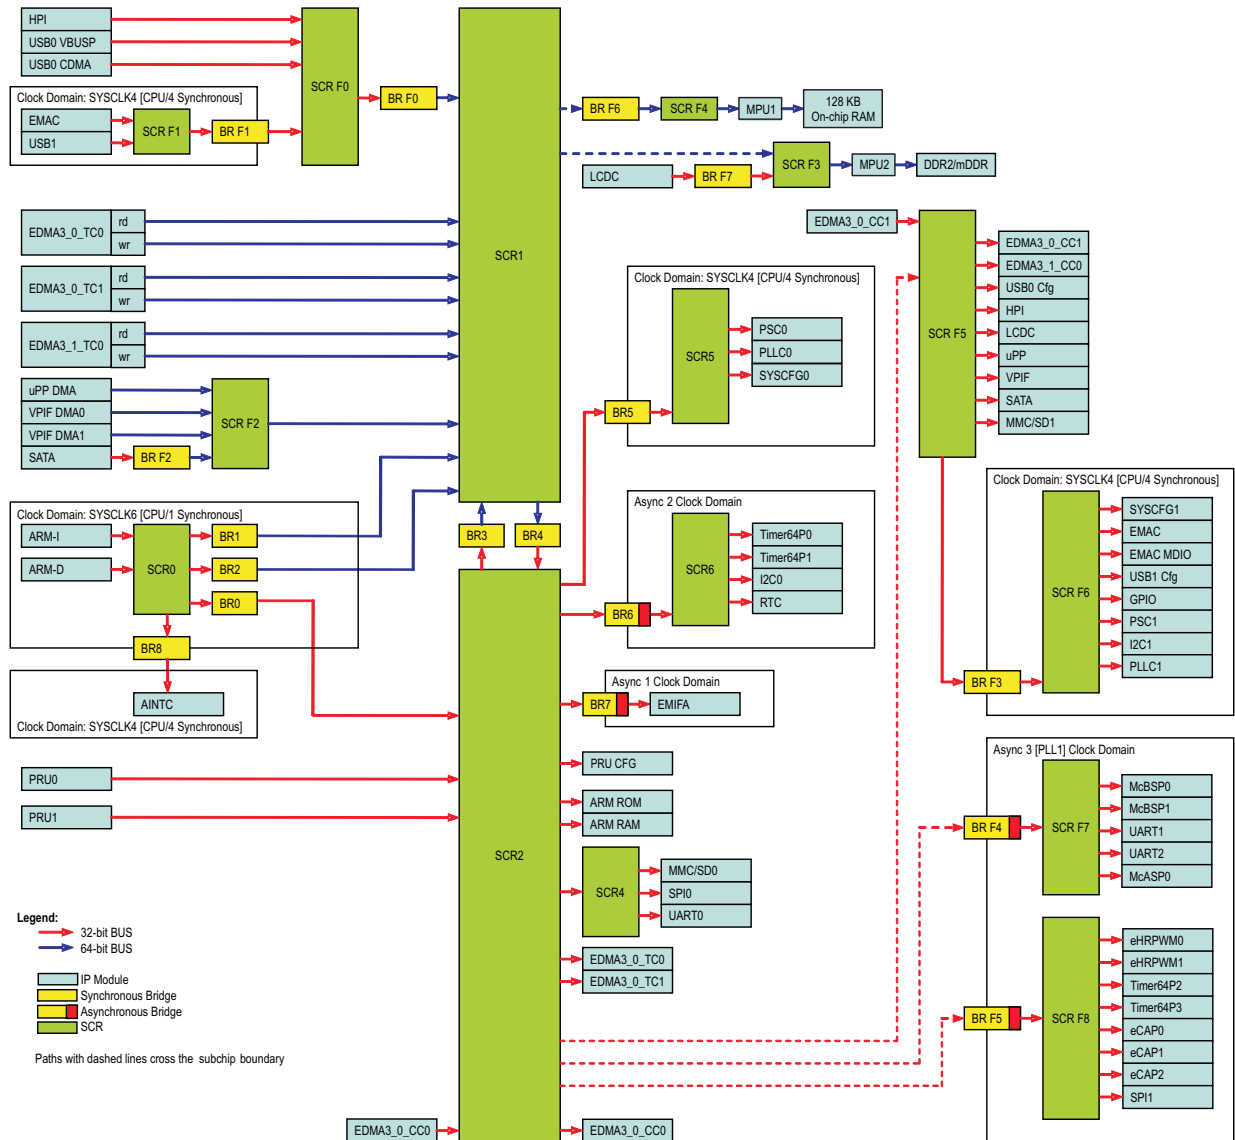 HPI
USB0 VBUSP
USB0 CDMA
SCR F0
BR F0
Clock Domain: SYSCLK4 [CPU/4 Synchronous]
EMAC
USB1
SCR F1
BR F1
SCR1
BR F6
SCR F4
MPU1
128 KB
On-chip RAM
LCDC
BR F7
SCR F3
MPU2
DDR2/mDDR
EDMA3_0_TC0
rd
wr
EDMA3_0_TC1
rd
wr
EDMA3_1_TC0
rd
wr
uPP DMA
VPIF DMA0
VPIF DMA1
SATA
BR F2
SCR F2
EDMA3_0_CC1
SCR F5
EDMA3_0_CC1
EDMA3_1_CC0
USB0 Cfg
HPI
LCDC
uPP
VPIF
SATA
MMC/SD1
Clock Domain: SYSCLK4 [CPU/4 Synchronous]
BR5
SCR5
PSC0
PLLC0
SYSCFG0
Clock Domain: SYSCLK6 [CPU/1 Synchronous]
ARM-I
ARM-D
SCR0
BR1
BR2
BR0
BR8
AINTC
Clock Domain: SYSCLK4 [CPU/4 Synchronous]
BR3
BR4
Async 2 Clock Domain
BR6
SCR6
Timer64P0
Timer64P1
I2C0
RTC
Clock Domain: SYSCLK4 [CPU/4 Synchronous]
BR F3
SCR F6
SYSCFG1
EMAC
EMAC MDIO
USB1 Cfg
GPIO
PSC1
I2C1
PLLC1
Async 1 Clock Domain
BR7
EMIFA
PRU0
PRU1
SCR2
PRU CFG
ARM ROM
ARM RAM
SCR4
MMC/SD0
SPI0
UART0
EDMA3_0_TC0
EDMA3_0_TC1
Async 3 [PLL1] Clock Domain
BR F4
SCR F7
McBSP0
McBSP1
UART1
UART2
McASP0
BR F5
SCR F8
eHRPWM0
eHRPWM1
Timer64P2
Timer64P3
eCAP0
eCAP1
eCAP2
SPI1
Legend:
32-bit BUS
64-bit BUS
IP Module
Synchronous Bridge
Asynchronous Bridge
SCR
Paths with dashed lines cross the subchip boundary
EDMA3_0_CC0
EDMA3_0_CC0